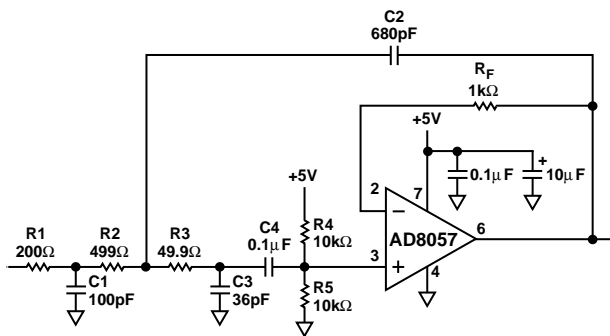 C2
680pF
R_F
1kΩ
+5V
0.1μF
+
10μF
+5V
R1
200Ω
R2
499Ω
R3
49.9Ω
C4
0.1μF
R4
10kΩ
2
7
−
AD8057
6
3
+
4
C1
100pF
C3
36pF
R5
10kΩ